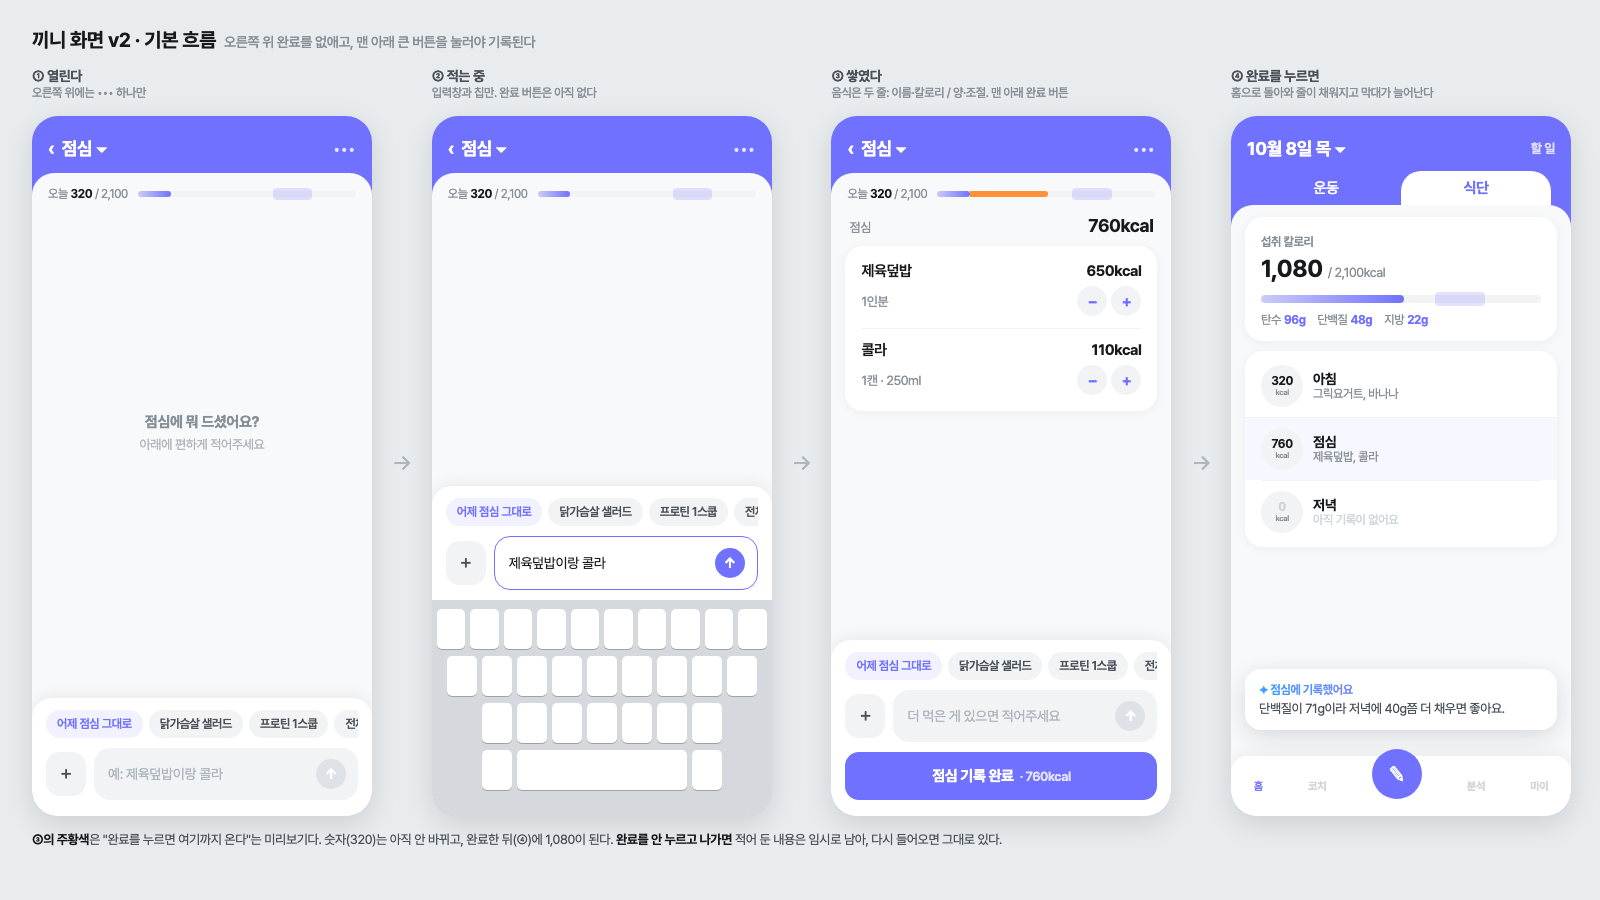 끼니 화면 v2 · 기본 흐름 오른쪽 위 완료를 없애고, 맨 아래 큰 버튼을 눌러야 기록된다
① 열린다
오른쪽 위에는 ••• 하나만
‹ 점심
•••
오늘 320 / 2,100
점심에 뭐 드셨어요?
아래에 편하게 적어주세요
어제 점심 그대로 닭가슴살 샐러드 프로틴 1스쿱
+ 예: 제육덮밥이랑 콜라 ↑
→
② 적는 중
입력창과 칩만. 완료 버튼은 아직 없다
‹ 점심
•••
오늘 320 / 2,100
어제 점심 그대로 닭가슴살 샐러드 프로틴 1스쿱
+ 제육덮밥이랑 콜라 ↑
→
③ 쌓였다
음식은 두 줄: 이름·칼로리 / 양·조절. 맨 아래 완료 버튼
‹ 점심
•••
오늘 320 / 2,100
점심 760kcal
제육덮밥 650kcal
1인분 − +
콜라 110kcal
1캔 · 250ml − +
어제 점심 그대로 닭가슴살 샐러드 프로틴 1스쿱
+ 더 먹은 게 있으면 적어주세요 ↑
점심 기록 완료 · 760kcal
→
④ 완료를 누르면
홈으로 돌아와 줄이 채워지고 막대가 늘어난다
10월 8일 목 할 일
운동 식단
섭취 칼로리
1,080 / 2,100kcal
탄수 96g 단백질 48g 지방 22g
320 kcal 아침
그릭요거트, 바나나
760 kcal 점심
제육덮밥, 콜라
0 kcal 저녁
아직 기록이 없어요
✦ 점심에 기록했어요
단백질이 71g이라 저녁에 40g쯤 더 채우면 좋아요.
홈 코치 ✎ 분석 마이
③의 주황색은 "완료를 누르면 여기까지 온다"는 미리보기다. 숫자(320)는 아직 안 바뀌고, 완료한 뒤(④)에 1,080이 된다. 완료를 안 누르고 나가면 적어 둔 내용은 임시로 남아, 다시 들어오면 그대로 있다.